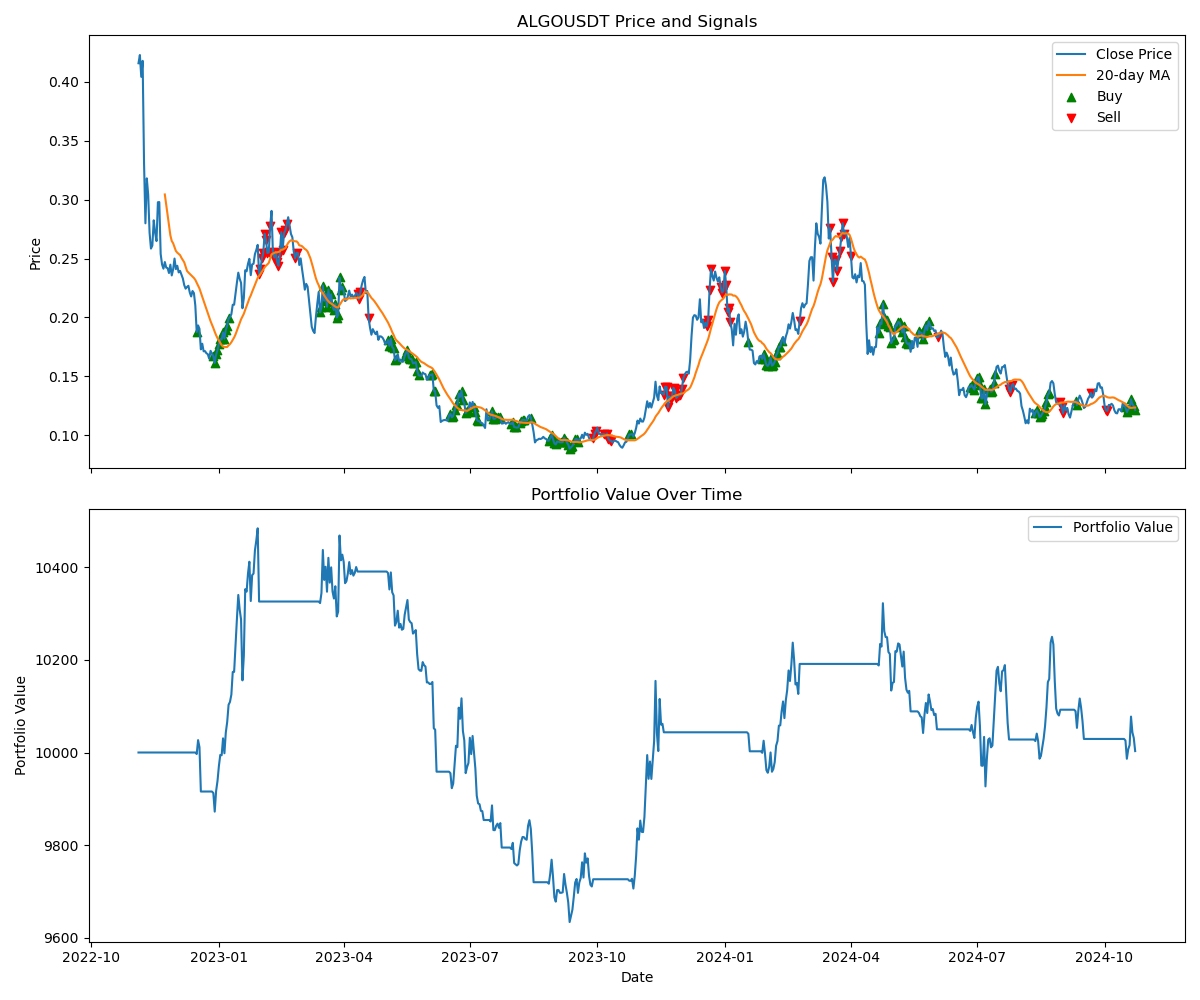 ALGOUSDT Price and Signals
Price
0.40
0.35
0.30
0.25
0.20
0.15
0.10
Close Price
20-day MA
Buy
Sell
Portfolio Value Over Time
Portfolio Value
10400
10200
10000
9800
9600
Portfolio Value
2022-10
2023-01
2023-04
2023-07
2023-10
2024-01
2024-04
2024-07
2024-10
Date